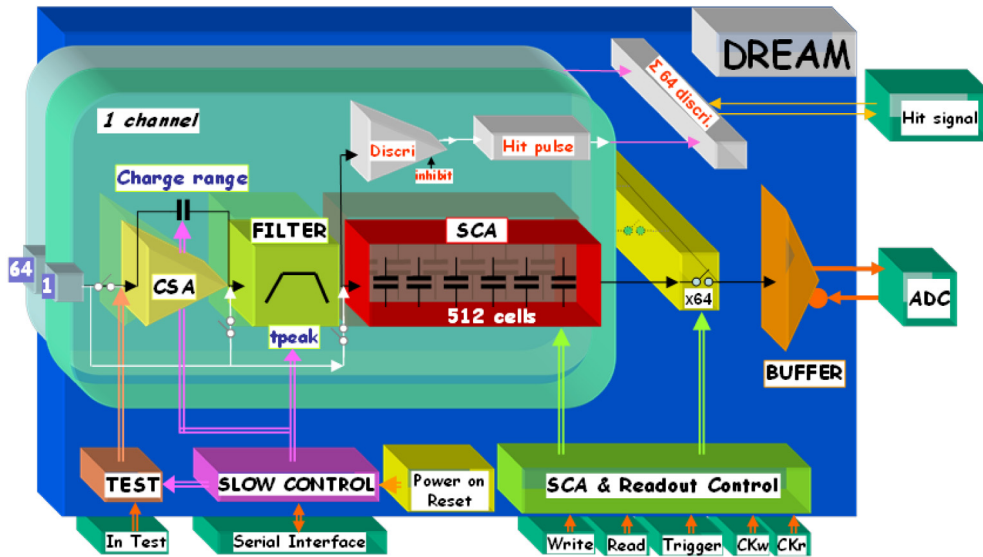 DREAM
Σ 64 discri.
Hit signal
1 channel
Discri
Hit pulse
inhibit
Charge range
FILTER
SCA
64
1
CSA
512 cells
x64
ADC
tpeak
BUFFER
TEST
SLOW CONTROL
Power on
Reset
SCA & Readout Control
In Test
Serial Interface
Write
Read
Trigger
CKw
CKr